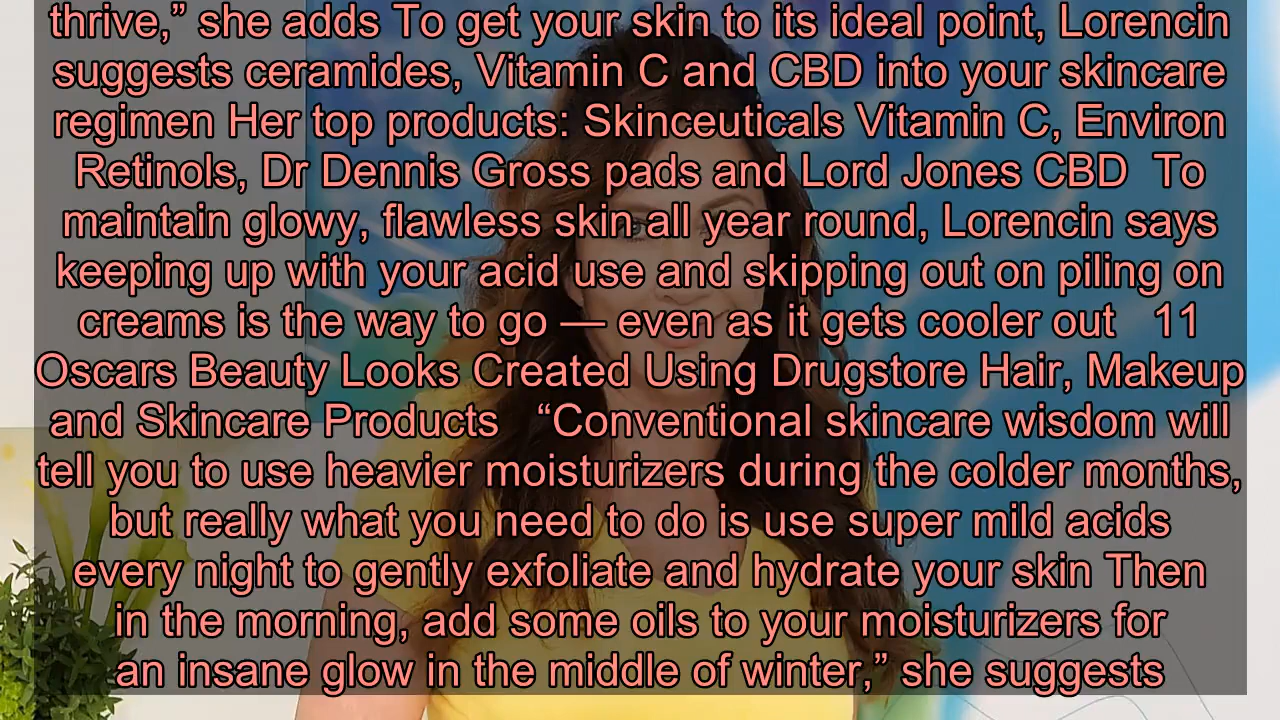 thrive,” she adds To get your skin to its ideal point, Lorencin
suggests ceramides, Vitamin C and CBD into your skincare
regimen Her top products: Skinceuticals Vitamin C, Environ
Retinols, Dr Dennis Gross pads and Lord Jones CBD  To
maintain glowy, flawless skin all year round, Lorencin says
keeping up with your acid use and skipping out on piling on
creams is the way to go — even as it gets cooler out   11
Oscars Beauty Looks Created Using Drugstore Hair, Makeup
and Skincare Products   “Conventional skincare wisdom will
tell you to use heavier moisturizers during the colder months,
but really what you need to do is use super mild acids
every night to gently exfoliate and hydrate your skin Then
in the morning, add some oils to your moisturizers for
an insane glow in the middle of winter,” she suggests